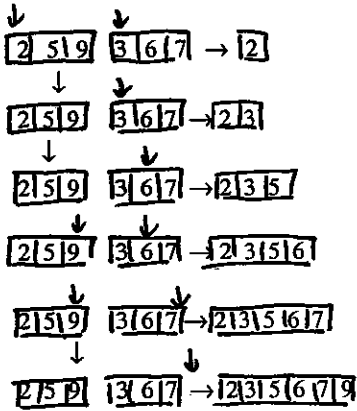 2 5 9 3 6 7 → 2
2 5 9 3 6 7 → 2 3
2 5 9 3 6 7 → 2 3 5
2 5 9 3 6 7 → 2 3 5 6
2 5 9 3 6 7 → 2 3 5 6 7
2 5 9 3 6 7 → 2 3 5 6 7 9